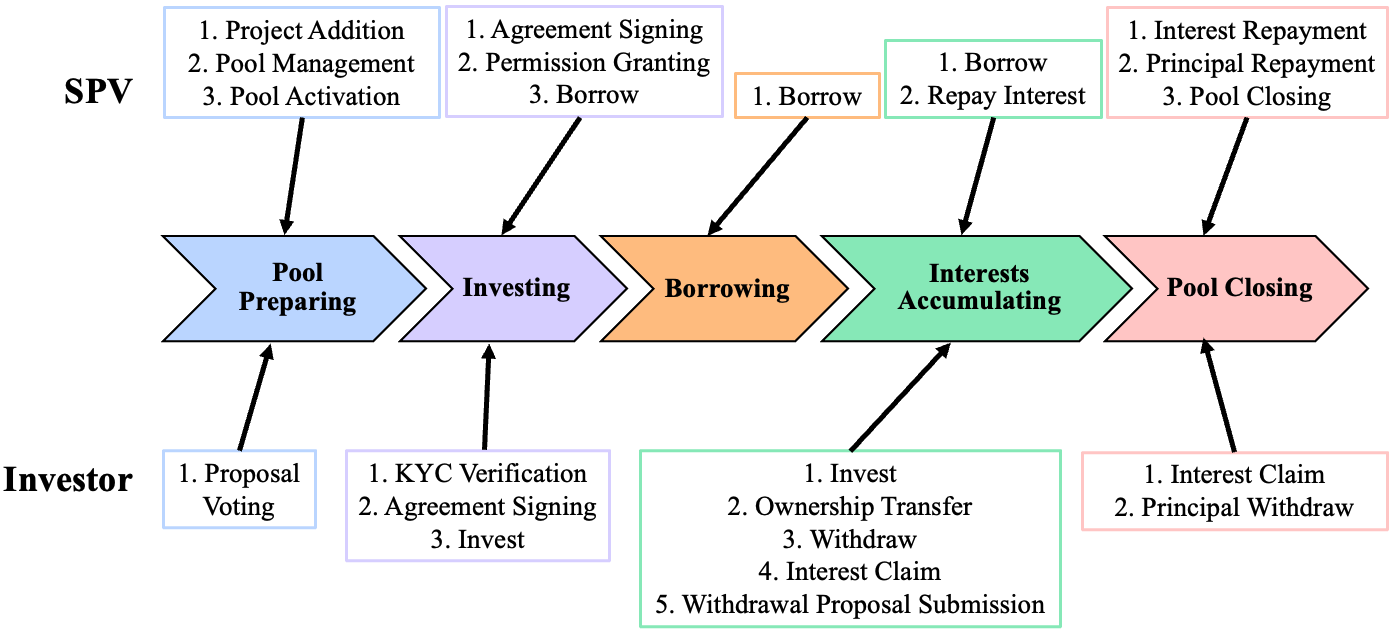 SPV
1. Project Addition
2. Pool Management
3. Pool Activation
1. Agreement Signing
2. Permission Granting
3. Borrow
1. Borrow
1. Borrow
2. Repay Interest
1. Interest Repayment
2. Principal Repayment
3. Pool Closing
Pool
Preparing
Investing
Borrowing
Interests
Accumulating
Pool Closing
Investor
1. Proposal
Voting
1. KYC Verification
2. Agreement Signing
3. Invest
1. Invest
2. Ownership Transfer
3. Withdraw
4. Interest Claim
5. Withdrawal Proposal Submission
1. Interest Claim
2. Principal Withdraw